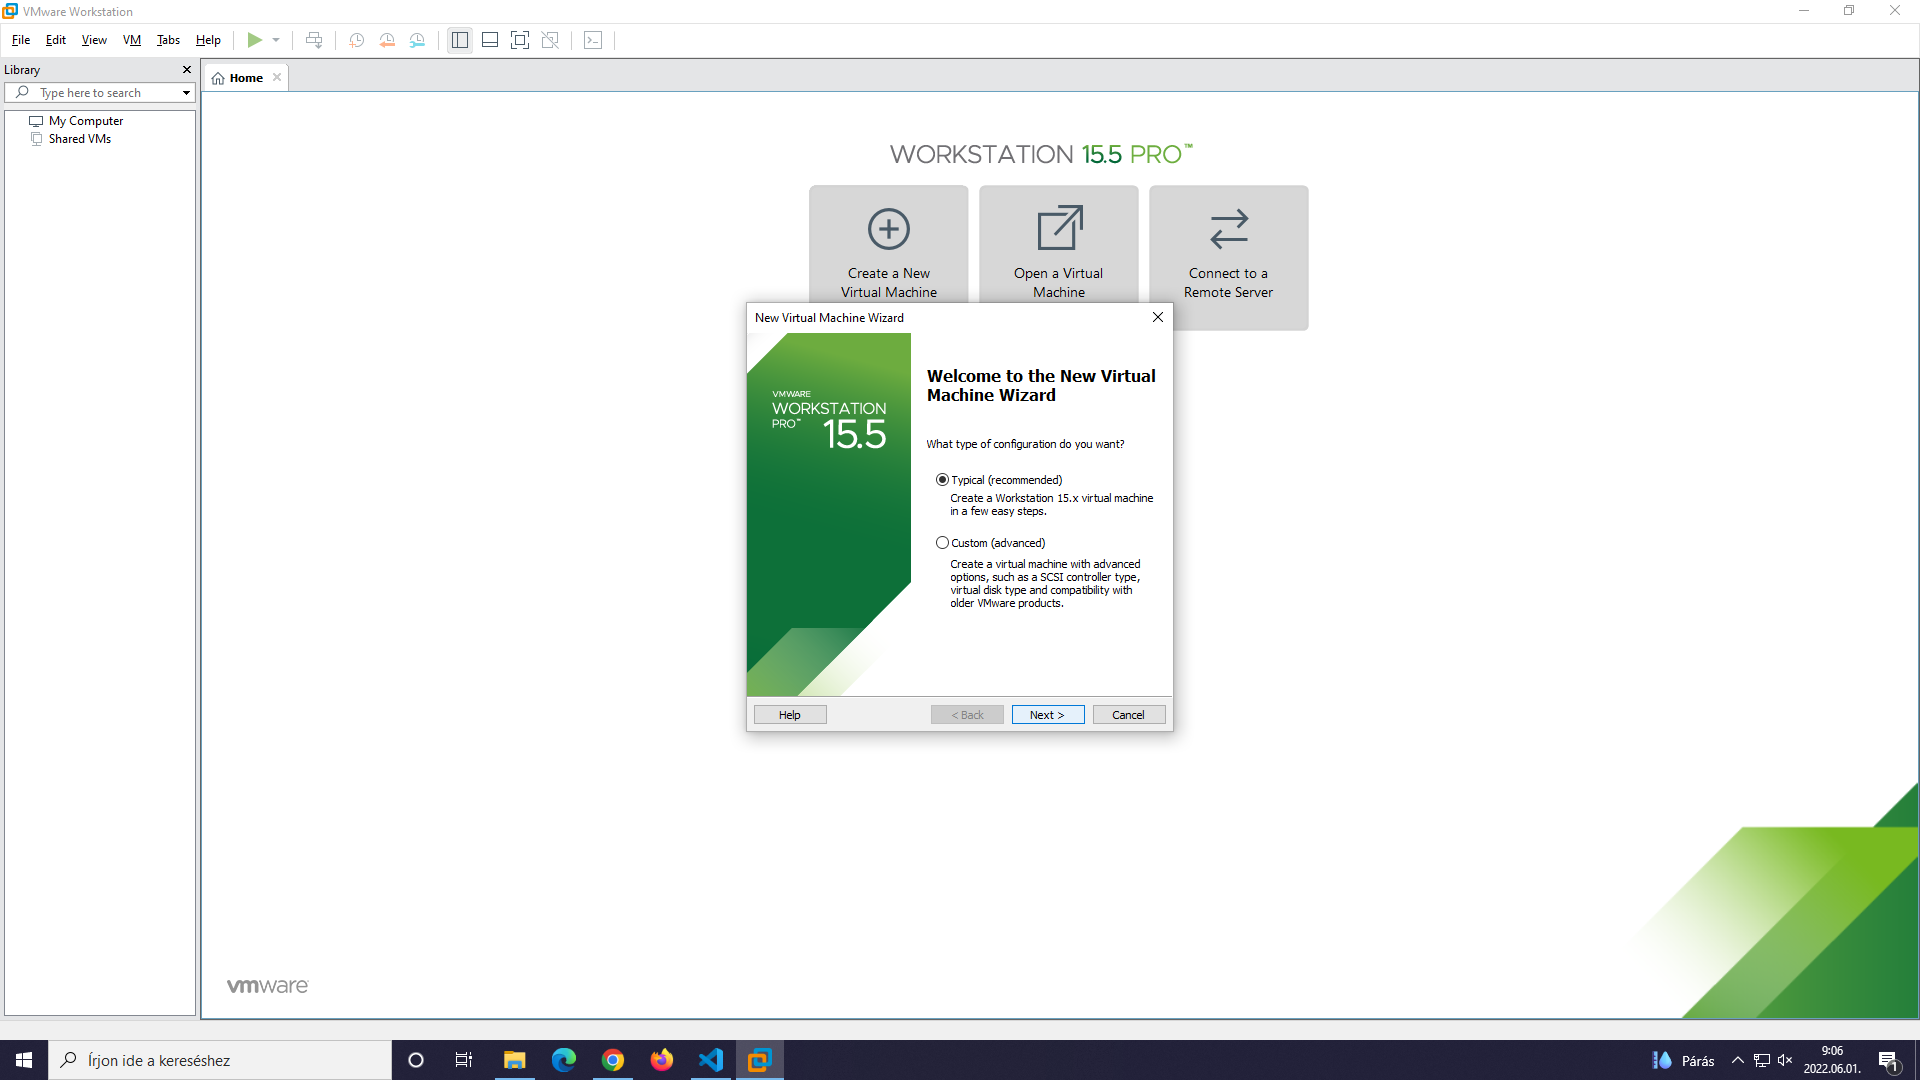 VMware Workstation
File Edit View VM Tabs Help
Library
Type here to search
My Computer
Shared VMs
Home
WORKSTATION 15.5 PRO™
Create a New
Virtual Machine
Open a Virtual
Machine
Connect to a
Remote Server
New Virtual Machine Wizard
VMWARE
WORKSTATION
PRO™ 15.5
Welcome to the New Virtual
Machine Wizard
What type of configuration do you want?
Typical (recommended)
Create a Workstation 15.x virtual machine
in a few easy steps.
Custom (advanced)
Create a virtual machine with advanced
options, such as a SCSI controller type,
virtual disk type and compatibility with
older VMware products.
Help < Back Next > Cancel
vmware
Írjon ide a kereséshez
Párás
9:06
2022.06.01.
1